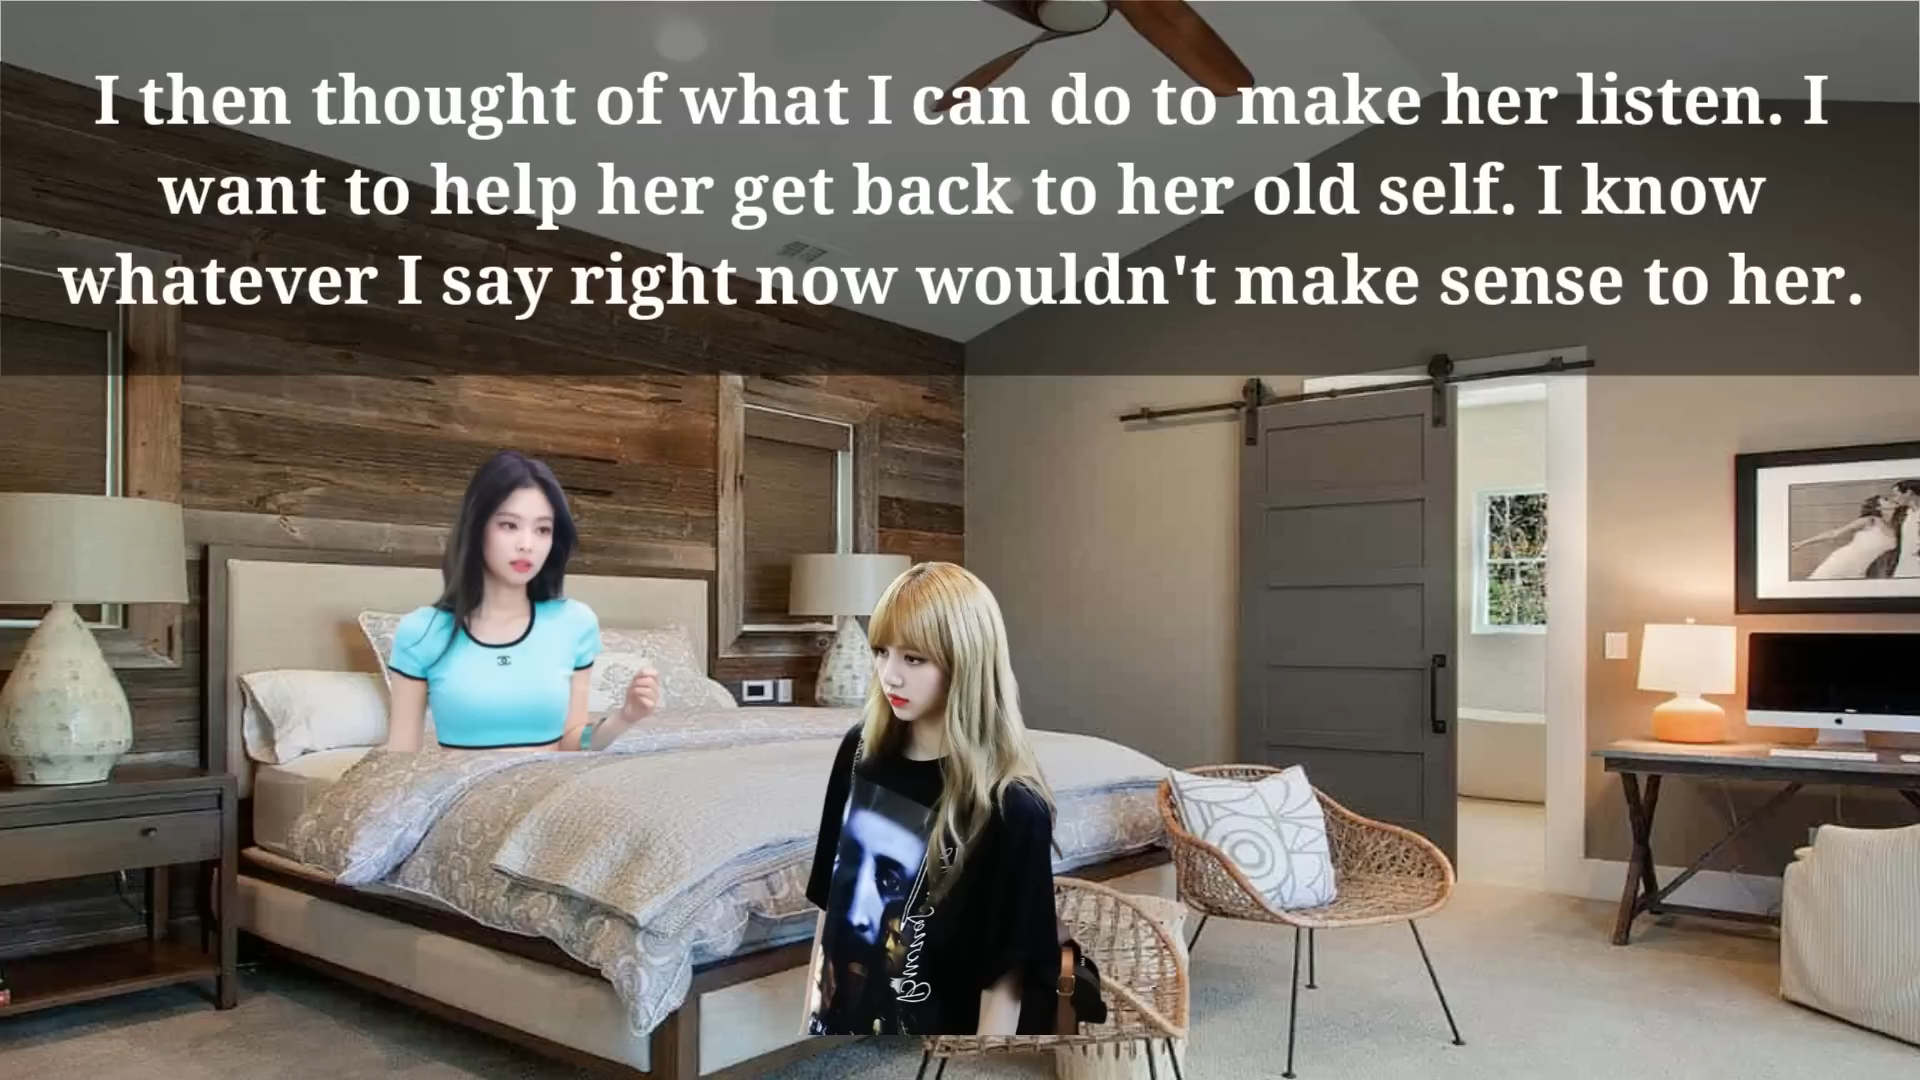 I then thought of what I can do to make her listen. I
want to help her get back to her old self. I know
whatever I say right now wouldn't make sense to her.